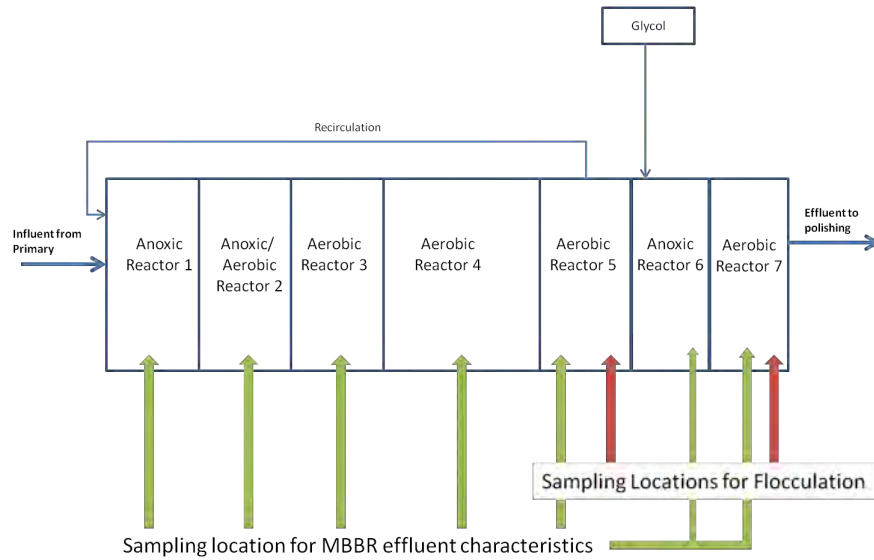 Glycol
Recirculation
Influent from
Primary
Anoxic
Reactor 1
Anoxic/
Aerobic
Reactor 2
Aerobic
Reactor 3
Aerobic
Reactor 4
Aerobic
Reactor 5
Anoxic
Reactor 6
Aerobic
Reactor 7
Effluent to
polishing
Sampling Locations for Flocculation
Sampling location for MBBR effluent characteristics